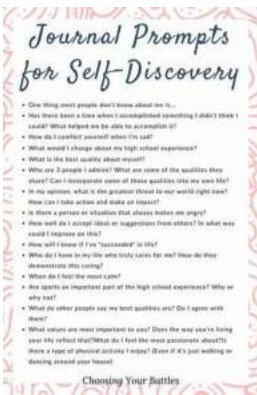 Journal Prompts
for Self-Discovery
• One thing most people don't know about me is...
• Has there been a time when I accomplished something I didn't think I
could? What helped me be able to accomplish it?
• How do I comfort myself when I'm sad?
• What would I change about my high school experience?
• What is the best quality about myself?
• Who are 3 people I admire? What are some of the qualities they
share? Can I incorporate some of those qualities into my own life?
• In my opinion, what is the greatest threat to our world right now?
How can I take action and make an impact?
• Is there a person or situation that always makes me angry?
• How well do I accept ideas or suggestions from others? In what way
could I improve on this?
• How will I know if I've "succeeded" in life?
• Who do I have in my life who truly cares for me? How do they
demonstrate this caring?
• When do I feel the most calm?
• Are sports an important part of the high school experience? Why or
why not?
• What do other people say my best qualities are? Do I agree with
them?
• What values are most important to you? Does the way you're living
your life reflect that?What do I feel the most passionate about?Is
there a type of physical activity I enjoy? (Even if it's just walking or
dancing around your house)
Choosing Your Battles